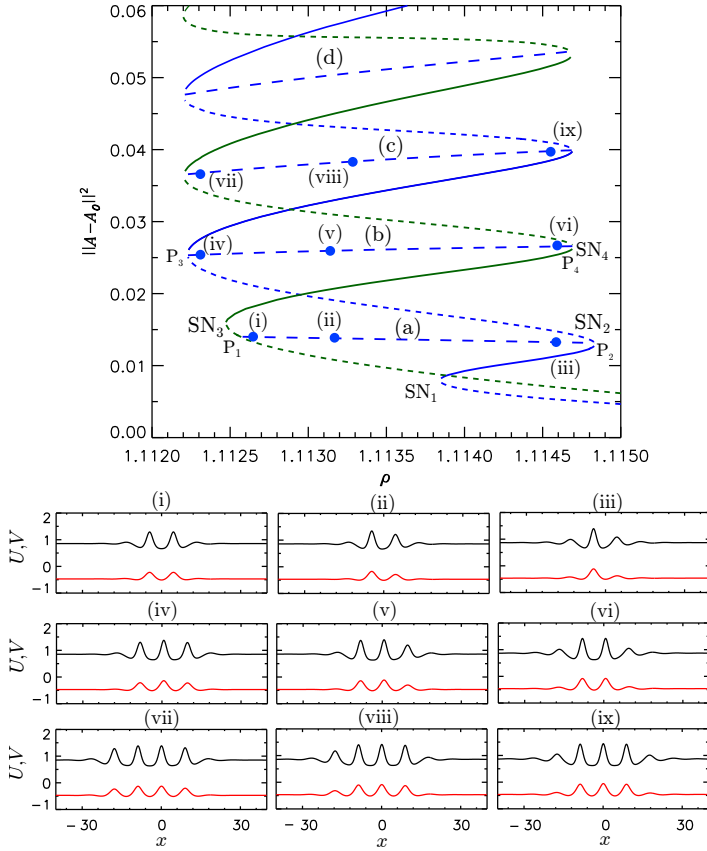 0.06
0.05
0.04
0.03
0.02
0.01
0.00
||A−A₀||²
(d)
(ix)
(c)
(vii)
(viii)
(iv)
(v)
(b)
(vi)
P₃
SN₄
P₄
SN₃
(i)
(ii)
(a)
SN₂
P₁
P₂
(iii)
SN₁
1.1120 1.1125 1.1130 1.1135 1.1140 1.1145 1.1150
ρ
(i) (ii) (iii)
2
1
0
−1
U,V
(iv) (v) (vi)
2
1
0
−1
U,V
(vii) (viii) (ix)
2
1
0
−1
U,V
−30 0 30 −30 0 30 −30 0 30
x x x